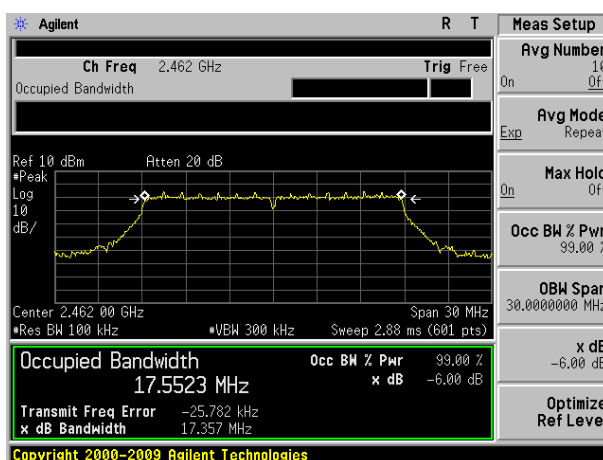 Agilent R T Meas Setup
Ch Freq 2.462 GHz Trig Free
Occupied Bandwidth
Avg Number
10
On Off
Avg Mode
Exp Repeat
Ref 10 dBm Atten 20 dB
#Peak
Log
10
dB/
Max Hold
On Off
Occ BW % Pwr
99.00 %
OBW Span
30.0000000 MHz
Center 2.462 00 GHz Span 30 MHz
#Res BW 100 kHz #VBW 300 kHz Sweep 2.88 ms (601 pts)
Occupied Bandwidth Occ BW % Pwr 99.00 %
17.5523 MHz x dB -6.00 dB
Transmit Freq Error -25.782 kHz
x dB Bandwidth 17.357 MHz
x dB
-6.00 dB
Optimize
Ref Level
Copyright 2000-2009 Agilent Technologies